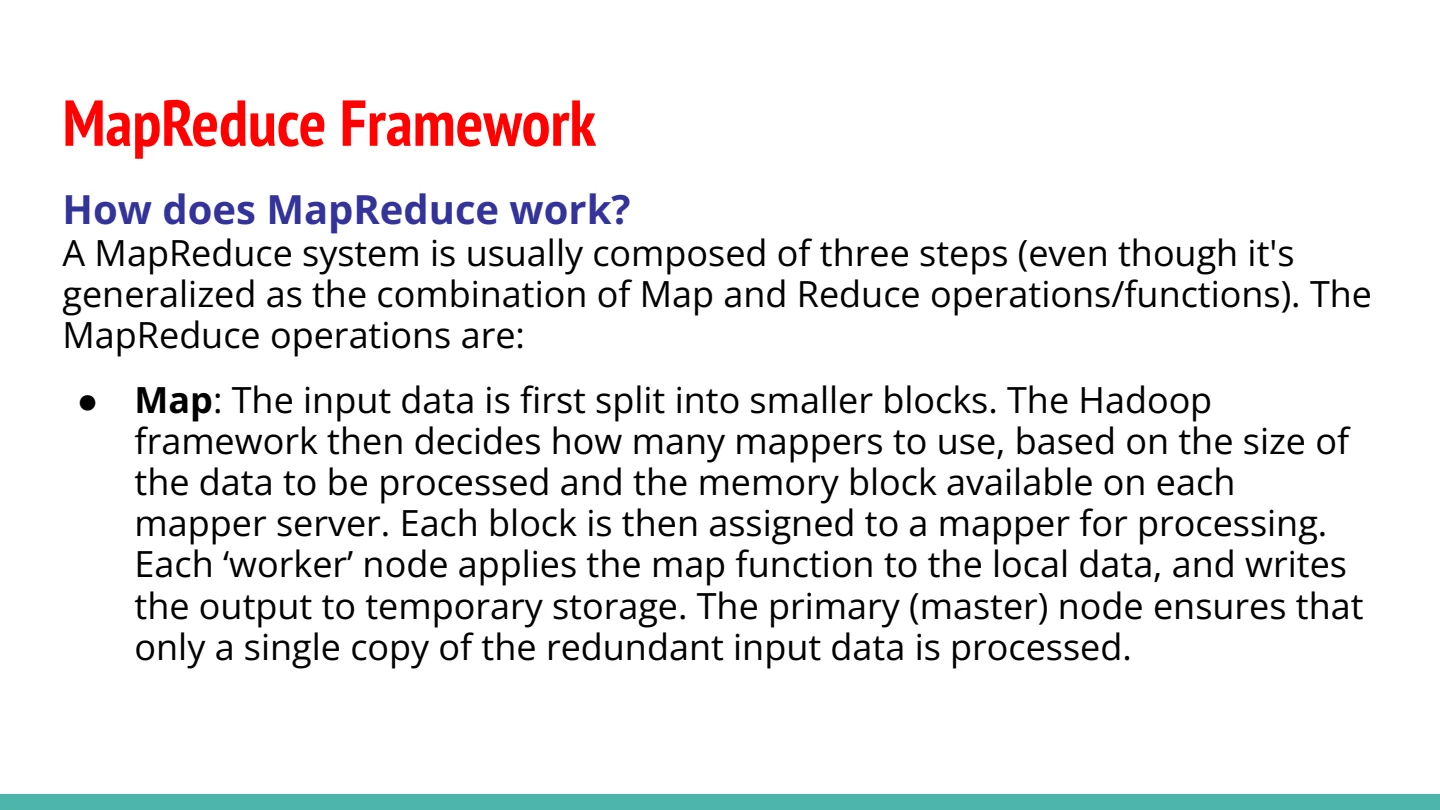 MapReduce Framework
How does MapReduce work?
A MapReduce system is usually composed of three steps (even though it's
generalized as the combination of Map and Reduce operations/functions). The
MapReduce operations are:
● Map: The input data is first split into smaller blocks. The Hadoop
framework then decides how many mappers to use, based on the size of
the data to be processed and the memory block available on each
mapper server. Each block is then assigned to a mapper for processing.
Each ‘worker’ node applies the map function to the local data, and writes
the output to temporary storage. The primary (master) node ensures that
only a single copy of the redundant input data is processed.